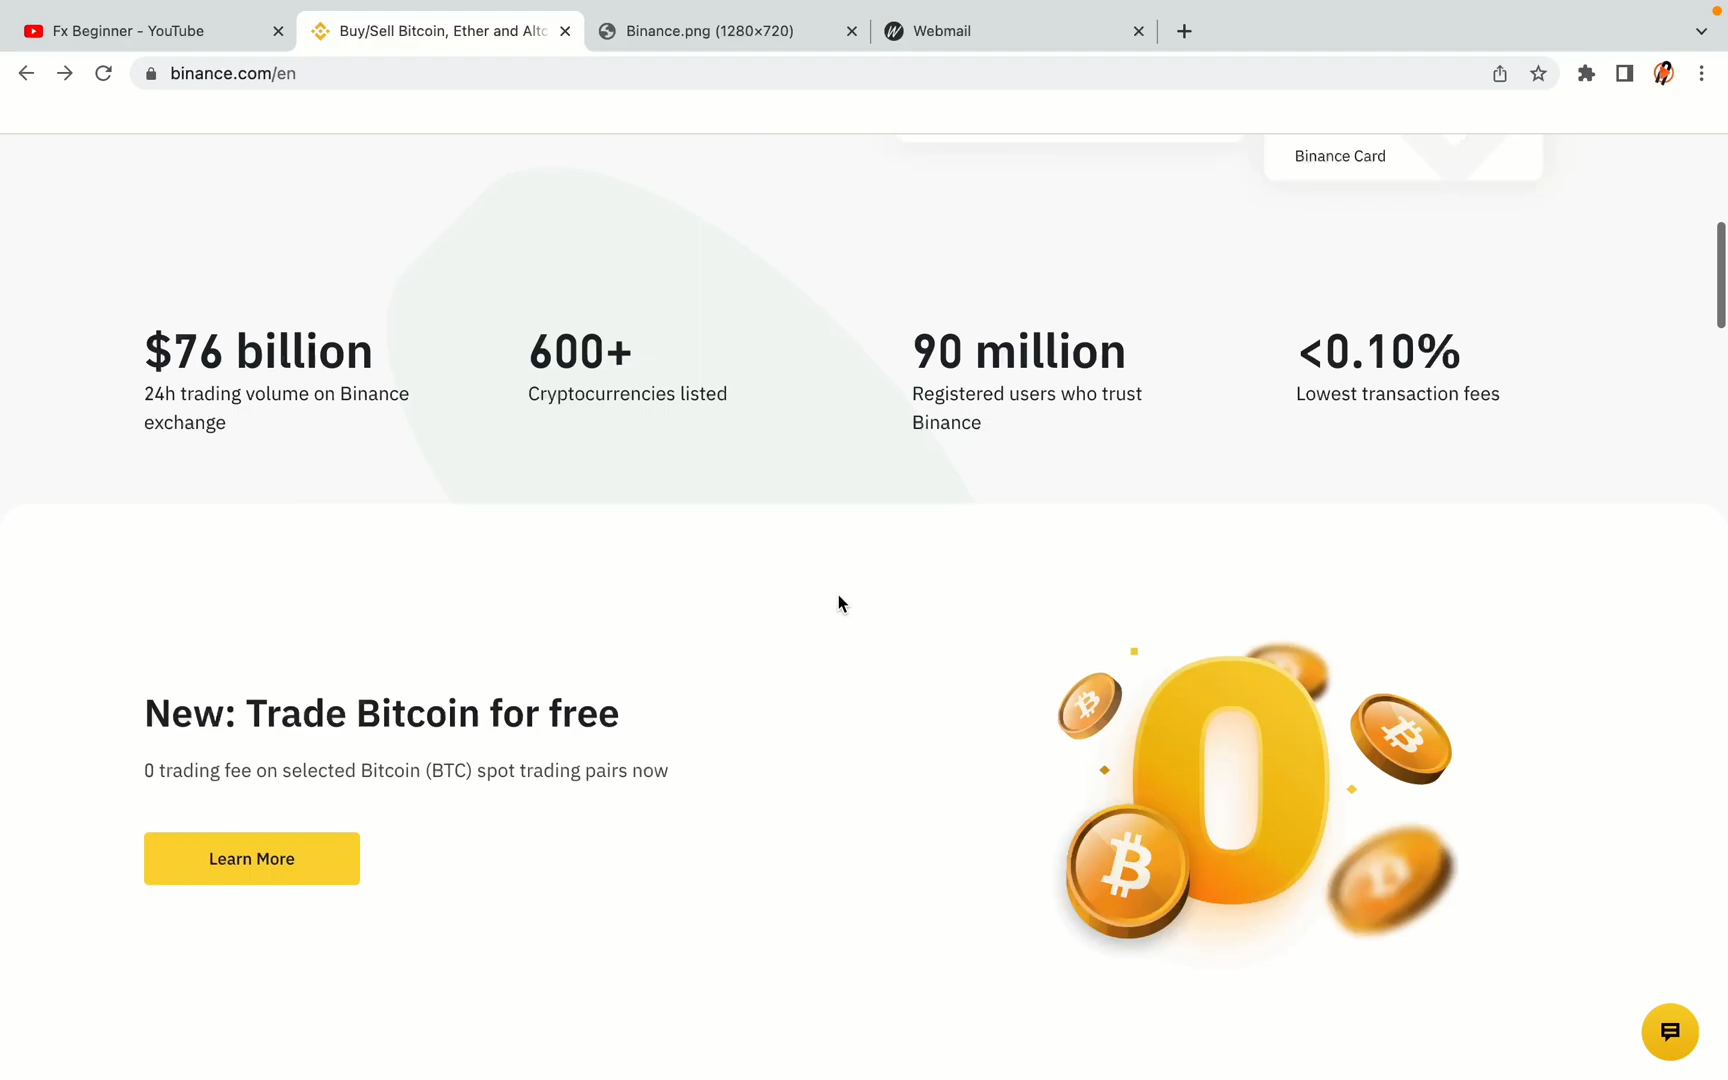 Fx Beginner - YouTube
Buy/Sell Bitcoin, Ether and Altc
Binance.png (1280×720)
Webmail
binance.com/en
Binance Card
$76 billion
24h trading volume on Binance
exchange
600+
Cryptocurrencies listed
90 million
Registered users who trust
Binance
<0.10%
Lowest transaction fees
New: Trade Bitcoin for free
0 trading fee on selected Bitcoin (BTC) spot trading pairs now
Learn More
0